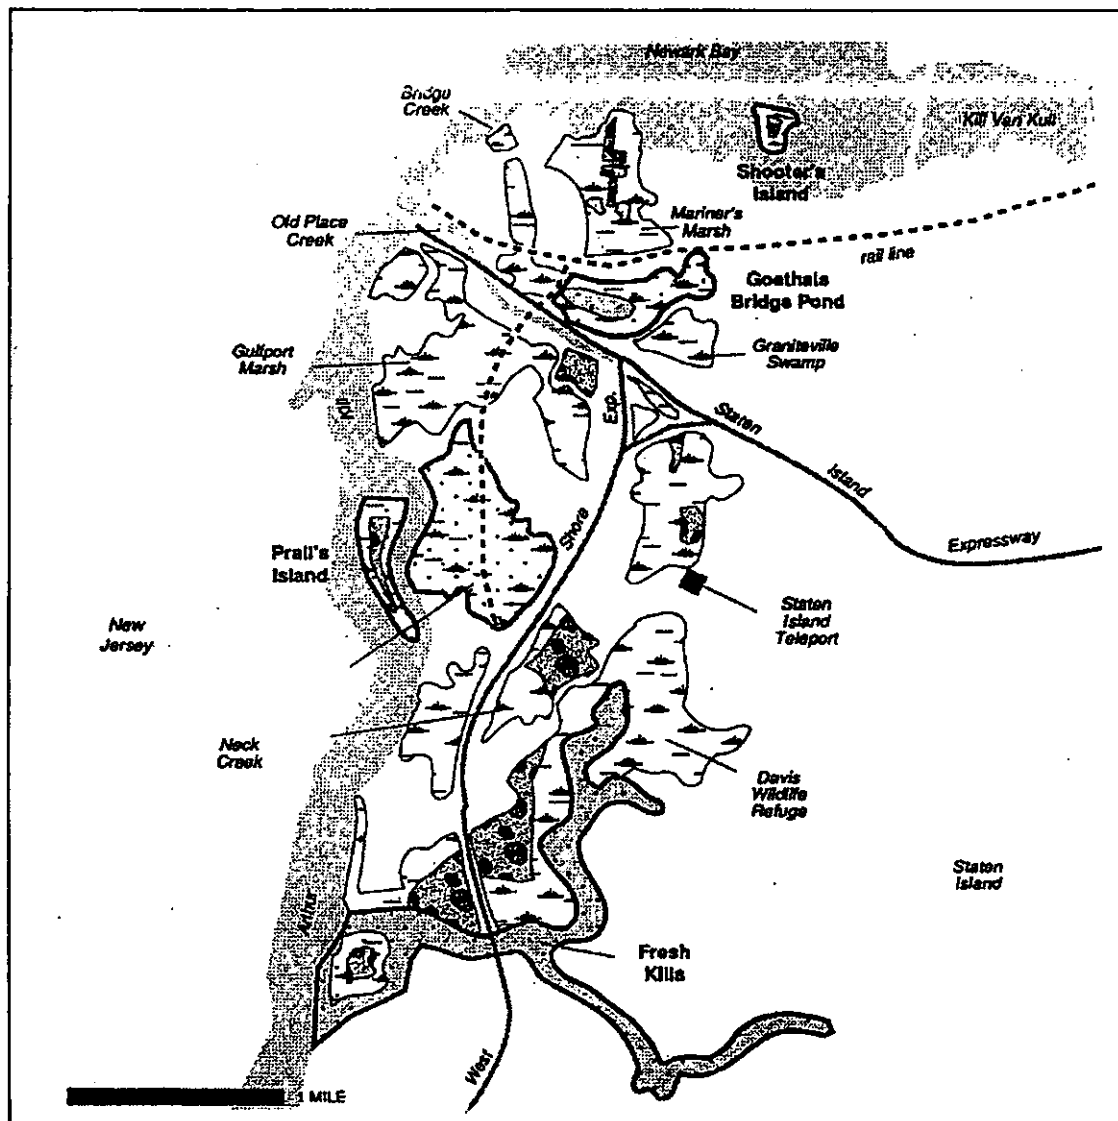 Newark Bay
Bridge
Creek
Kill Van Kull
Shooter's
Island
Old Place
Creek
Mariner's
Marsh
rail line
Goethals
Bridge Pond
Gulfport
Marsh
Graniteville
Swamp
Kill
Exp.
Staten
Island
Expressway
Shore
Prall's
Island
New
Jersey
Staten
Island
Teleport
Neck
Creek
Davis
Wildlife
Refuge
Staten
Island
Arthur
Fresh
Kills
West
1 MILE